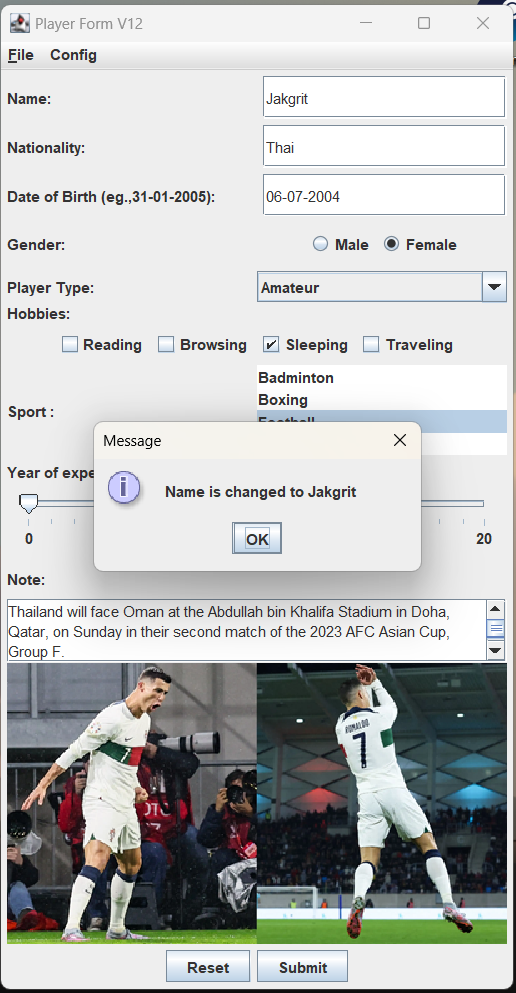 Player Form V12
File Config
Name: Jakgrit
Nationality: Thai
Date of Birth (eg.,31-01-2005): 06-07-2004
Gender: Male Female
Player Type: Amateur
Hobbies:
Reading Browsing Sleeping Traveling
Badminton
Boxing
Sport : Football
Message
Year of expe
Name is changed to Jakgrit
0 20
OK
Note:
Thailand will face Oman at the Abdullah bin Khalifa Stadium in Doha,
Qatar, on Sunday in their second match of the 2023 AFC Asian Cup,
Group F.
RONALDO
7
7
Reset Submit